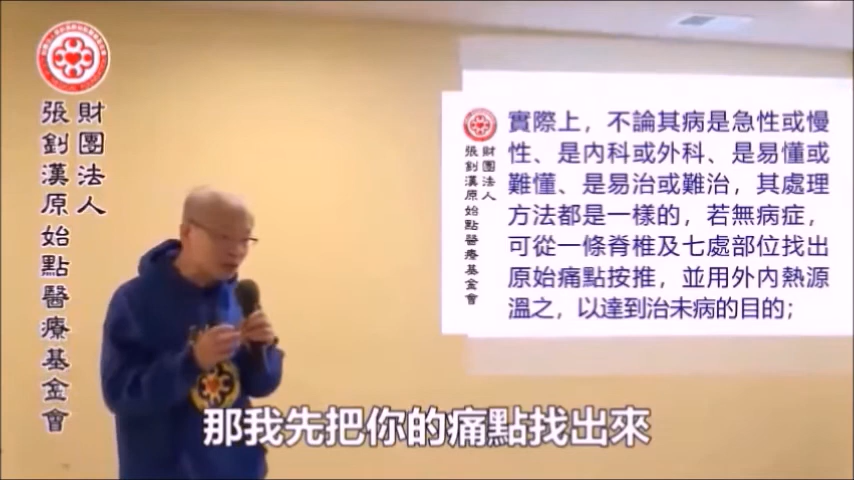 財團法人
張釗漢原始點醫療基金會
財團法人
張釗漢原始點醫療基金會
實際上，不論其病是急性或慢
性、是內科或外科、是易懂或
難懂、是易治或難治，其處理
方法都是一樣的，若無病症，
可從一條脊椎及七處部位找出
原始痛點按推，並用外內熱源
溫之，以達到治未病的目的；
那我先把你的痛點找出來